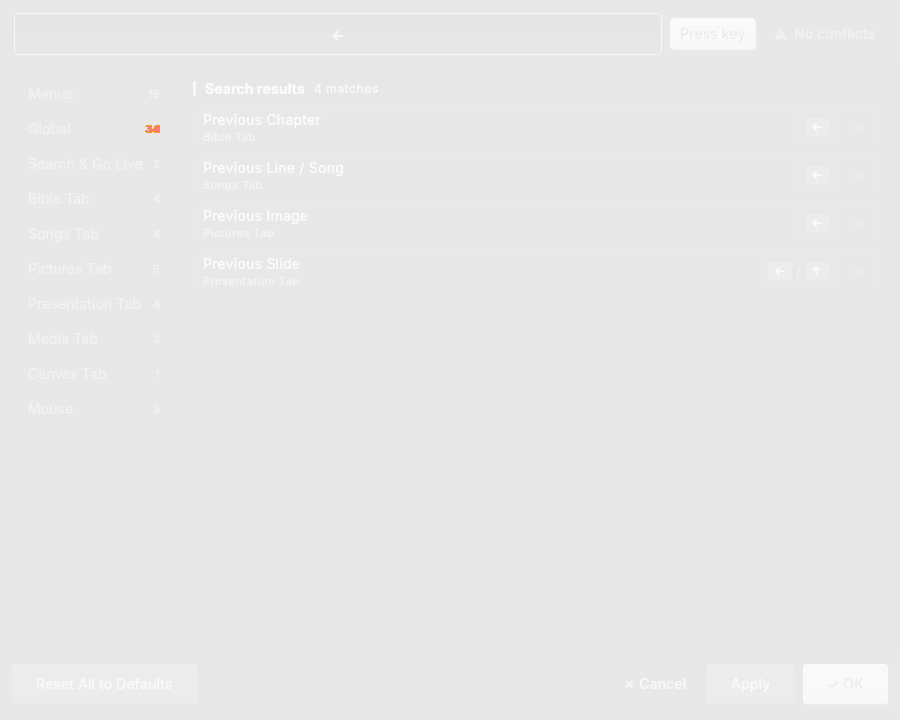 ←
Press key
▲ No conflicts
Menus 15
Global
Search & Go Live 2
Bible Tab 4
Songs Tab 4
Pictures Tab
Presentation Tab 4
Media Tab 2
Canvas Tab 1
Mouse 3
Search results 4 matches
Previous Chapter ← ×
Bible Tab
Previous Line / Song ← ×
Songs Tab
Previous Image ← ×
Pictures Tab
Previous Slide ← / ↑ ×
Presentation Tab
Reset All to Defaults
× Cancel
Apply
✓ OK